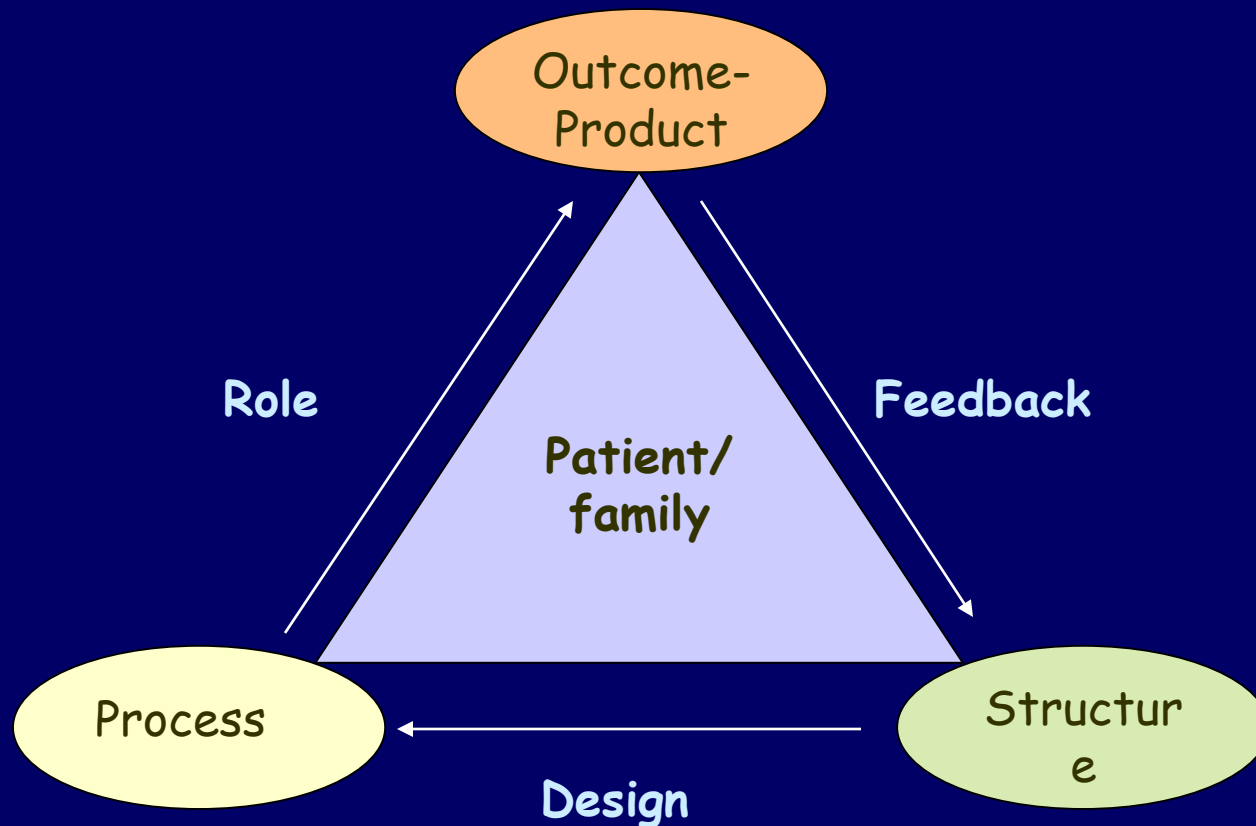 Outcome-
Product
Role
Feedback
Patient/
family
Process
Structur
e
Design